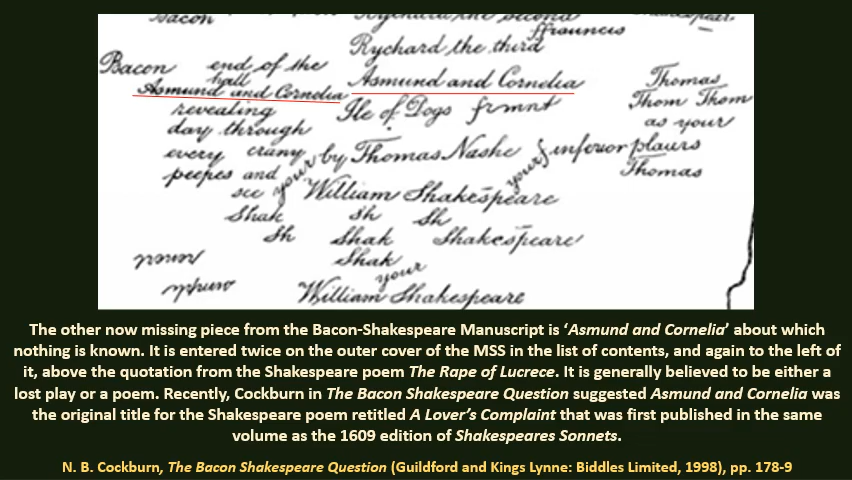 Bacon
Rychard the second
Shakespear
ffrauncis
Rychard the third
Bacon end of the
hall
Asmund and Cornelia
Asmund and Cornelia
Thomas
revealing
Ile of Dogs frmnt
Thom Thom
day through
as your
every crany
by Thomas Nashe
your
inferior plaiers
peepes and
your
Thomas
see
William Shakespeare
Shak
Sh
Sh
Sh
Shak
Shakespeare
Shak
your
William Shakespeare
The other now missing piece from the Bacon-Shakespeare Manuscript is ‘Asmund and Cornelia’ about which
nothing is known. It is entered twice on the outer cover of the MSS in the list of contents, and again to the left of
it, above the quotation from the Shakespeare poem The Rape of Lucrece. It is generally believed to be either a
lost play or a poem. Recently, Cockburn in The Bacon Shakespeare Question suggested Asmund and Cornelia was
the original title for the Shakespeare poem retitled A Lover’s Complaint that was first published in the same
volume as the 1609 edition of Shakespeares Sonnets.
N. B. Cockburn, The Bacon Shakespeare Question (Guildford and Kings Lynne: Biddles Limited, 1998), pp. 178-9